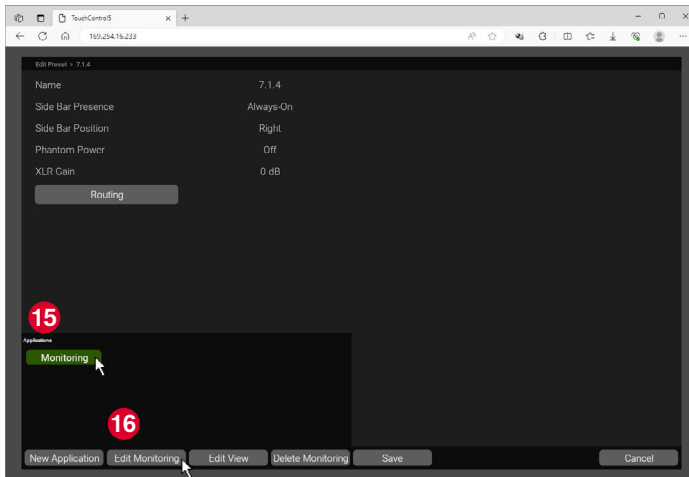 TouchControl5
169.254.16.233
Edit Preset > 7.1.4
Name 7.1.4
Side Bar Presence Always-On
Side Bar Position Right
Phantom Power Off
XLR Gain 0 dB
Routing
15
Applications
Monitoring
16
New Application Edit Monitoring Edit View Delete Monitoring Save Cancel